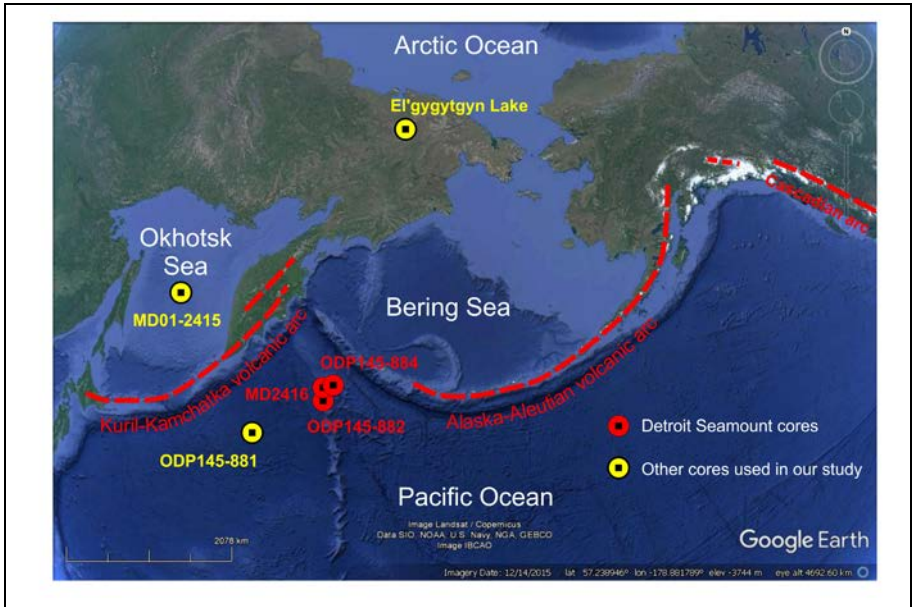 Arctic Ocean
N
El'gygytgyn Lake
Cascadian arc
Okhotsk
Sea
MD01-2415
Bering Sea
Kuril-Kamchatka volcanic arc
ODP145-884
MD2416
ODP145-882
Alaska-Aleutian volcanic arc
ODP145-881
Detroit Seamount cores
Other cores used in our study
Pacific Ocean
Image Landsat / Copernicus
Data SIO, NOAA, U.S. Navy, NGA, GEBCO
Image IBCAO
2078 km
Google Earth
Imagery Date: 12/14/2015 lat 57.238946° lon -178.881789° elev -3744 m eye alt 4692.60 km